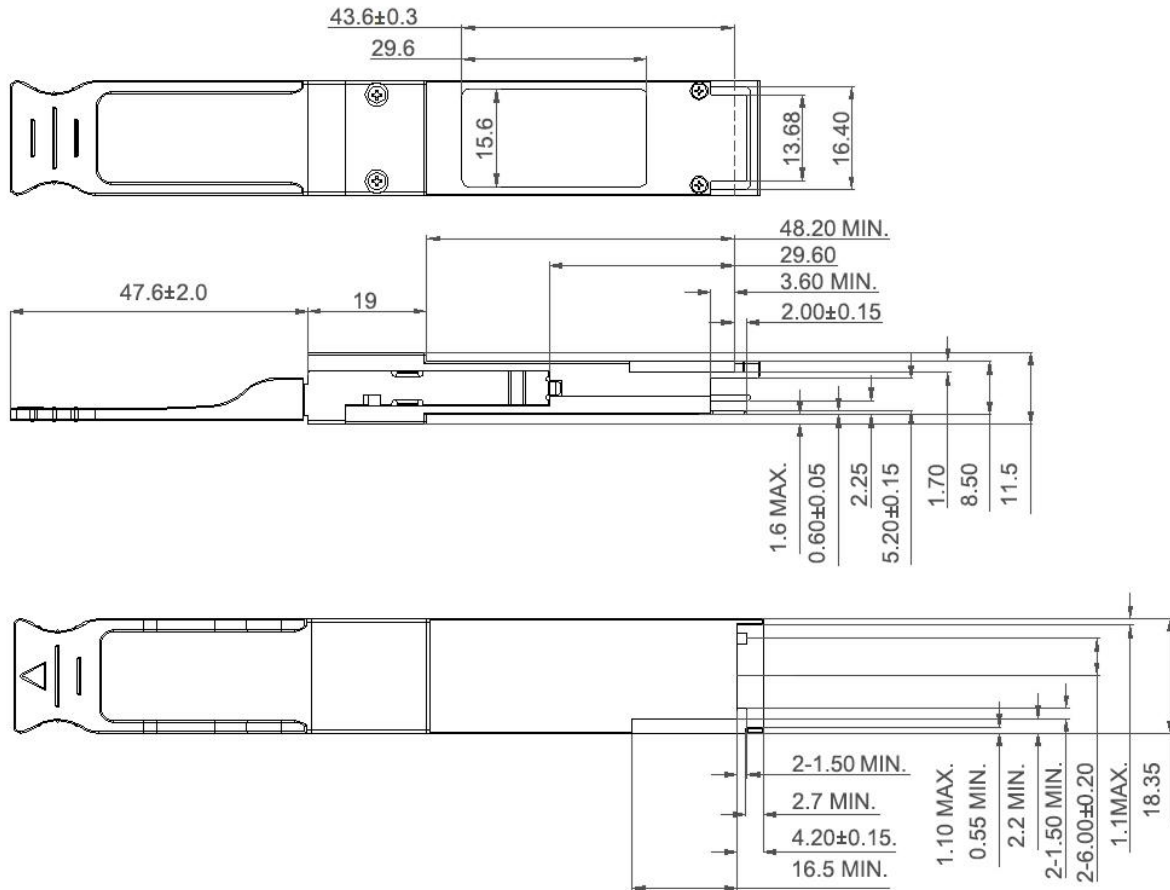 43.6±0.3
29.6
15.6
13.68
16.40
48.20 MIN.
29.60
47.6±2.0
19
3.60 MIN.
2.00±0.15
1.6 MAX.
0.60±0.05
2.25
5.20±0.15
1.70
8.50
11.5
2-1.50 MIN.
2.7 MIN.
4.20±0.15.
16.5 MIN.
1.10 MAX.
0.55 MIN.
2.2 MIN.
2-1.50 MIN.
2-6.00±0.20
1.1MAX.
18.35